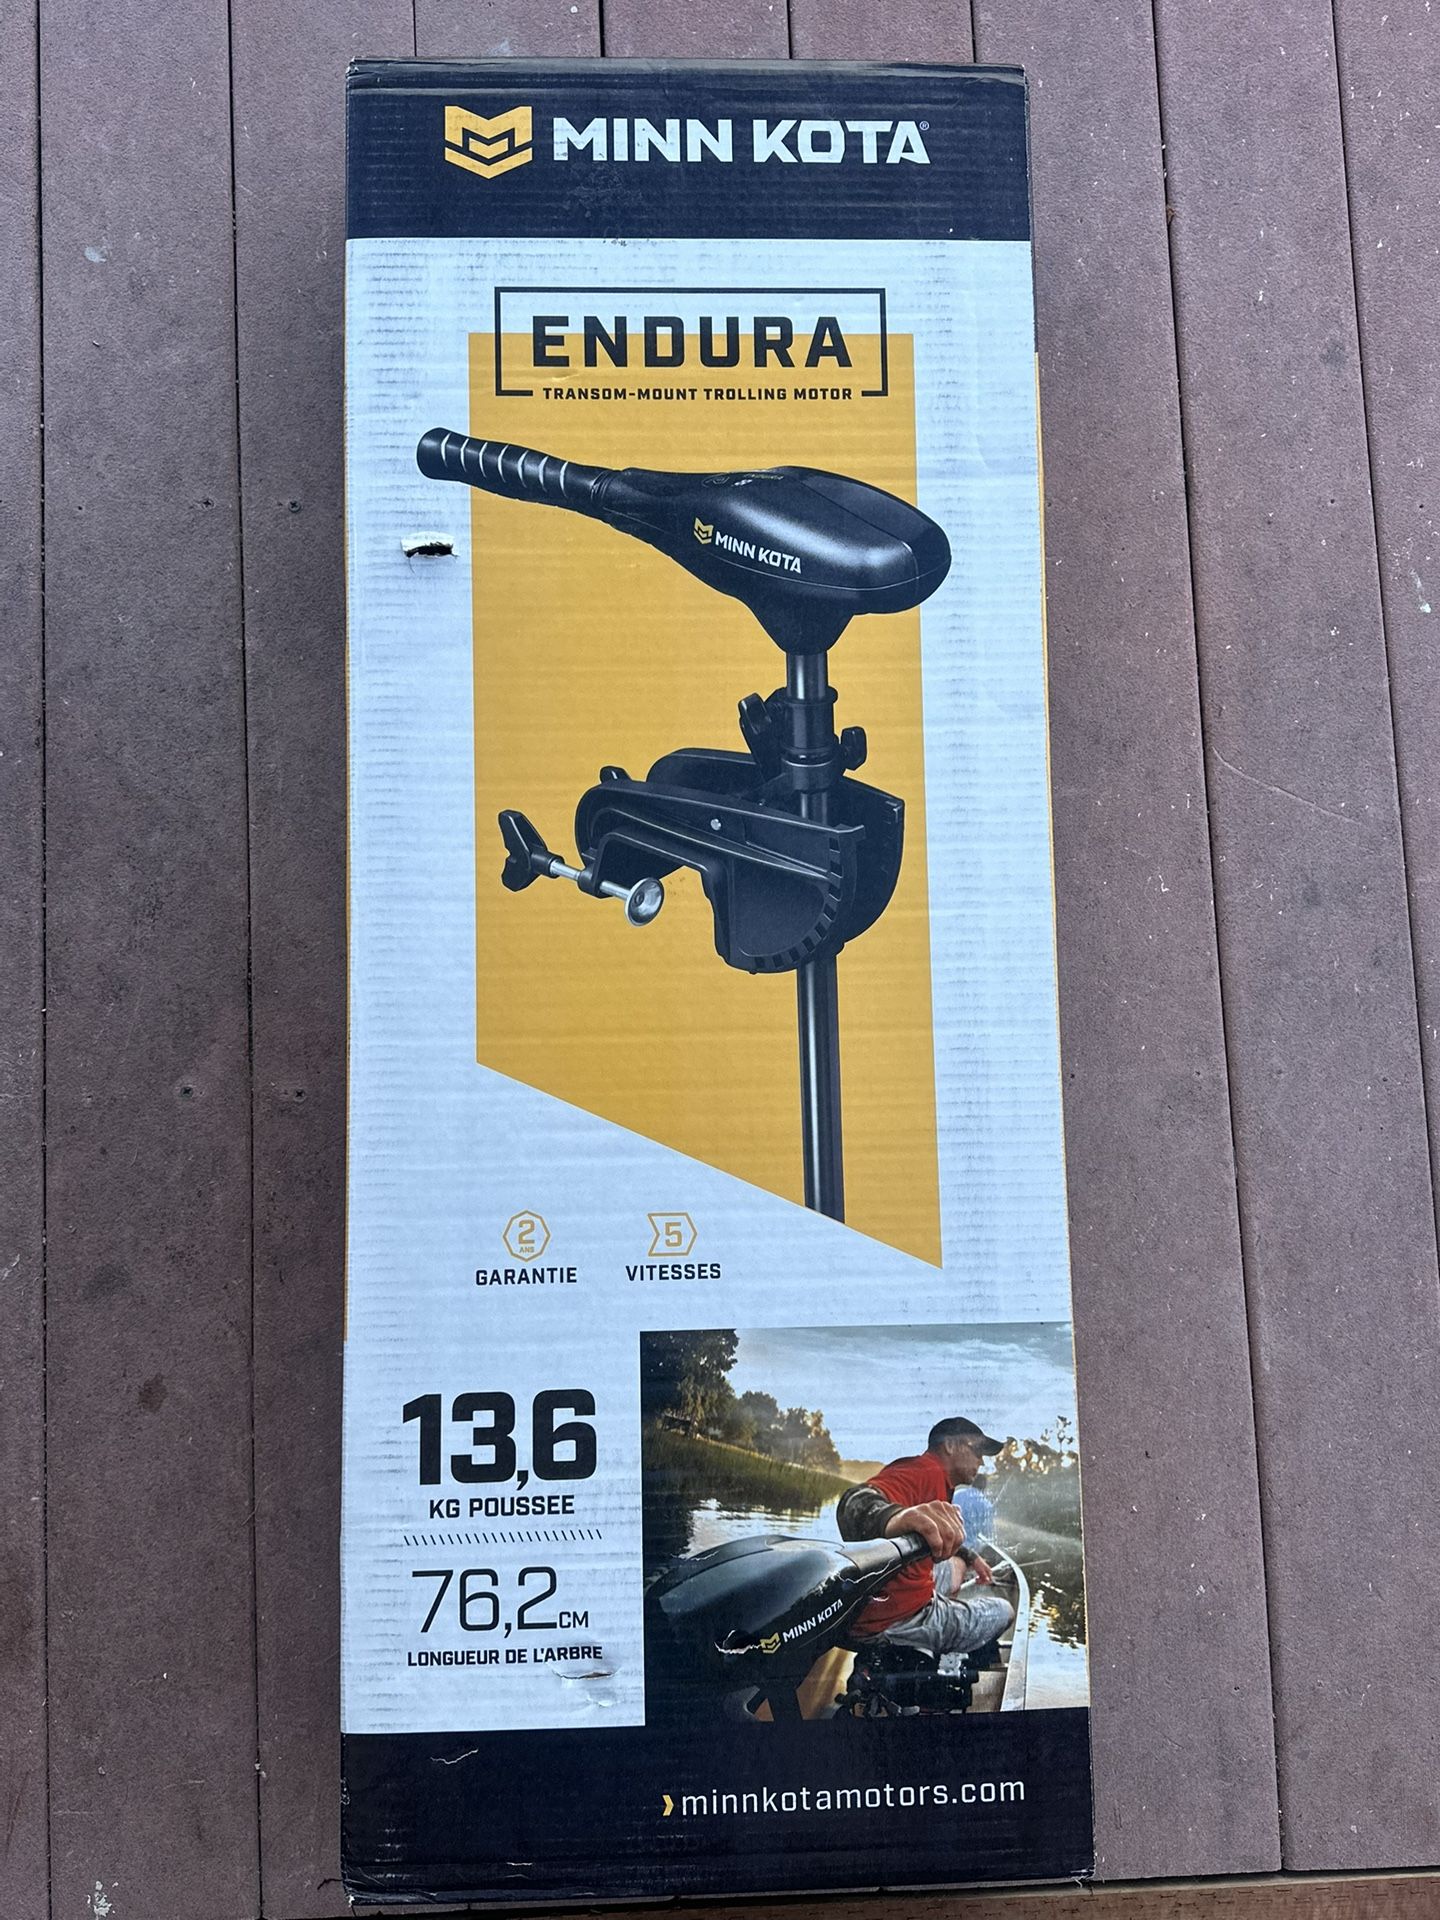 MINN KOTA®
ENDURA
TRANSOM-MOUNT TROLLING MOTOR
MINN KOTA
2
ANS
GARANTIE
5
VITESSES
13,6
KG POUSSEE
76,2CM
LONGUEUR DE L'ARBRE
MINN KOTA
minnkotamotors.com